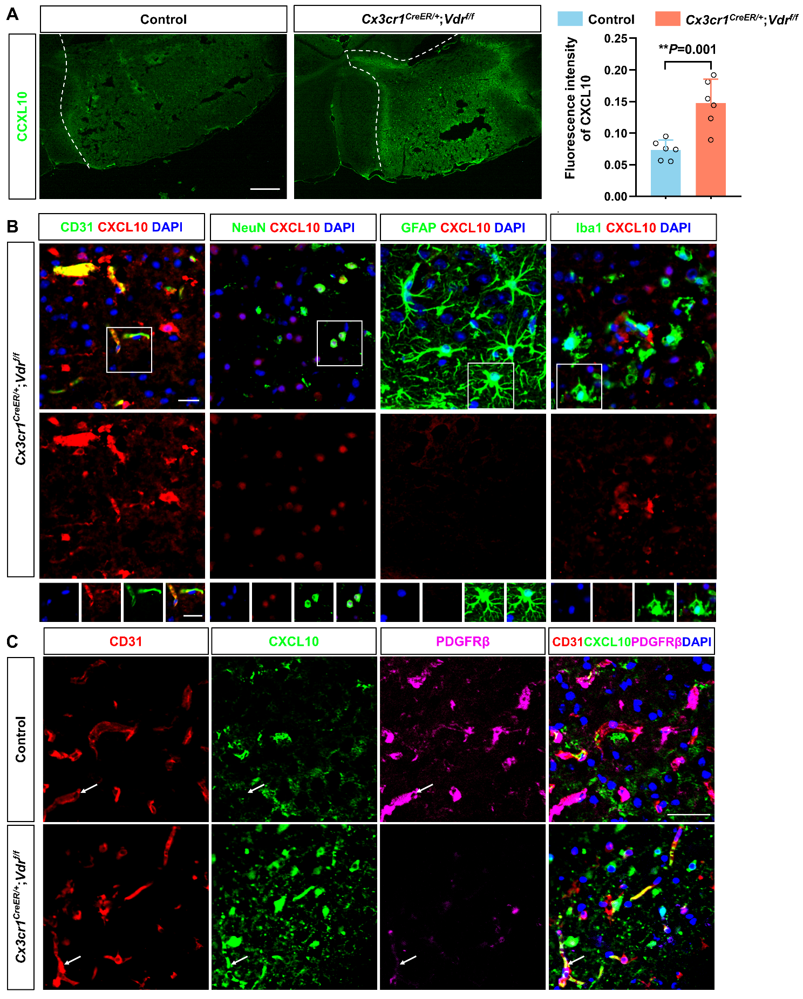 A
Control
Cx3cr1CreER/+;Vdrf/f
CCXL10
Control
Cx3cr1CreER/+;Vdrf/f
Fluorescence intensity
of CXCL10
0.25
0.20
0.15
0.10
0.05
0.00
**P=0.001
B
CD31 CXCL10 DAPI
NeuN CXCL10 DAPI
GFAP CXCL10 DAPI
Iba1 CXCL10 DAPI
Cx3cr1CreER/+;Vdrf/f
C
CD31
CXCL10
PDGFRβ
CD31CXCL10PDGFRβDAPI
Control
Cx3cr1CreER/+;Vdrf/f